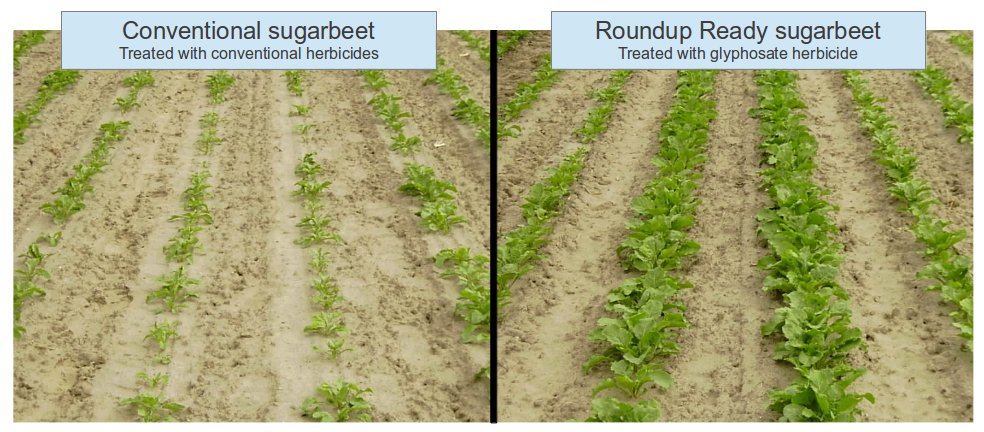 Conventional sugarbeet
Treated with conventional herbicides
Roundup Ready sugarbeet
Treated with glyphosate herbicide